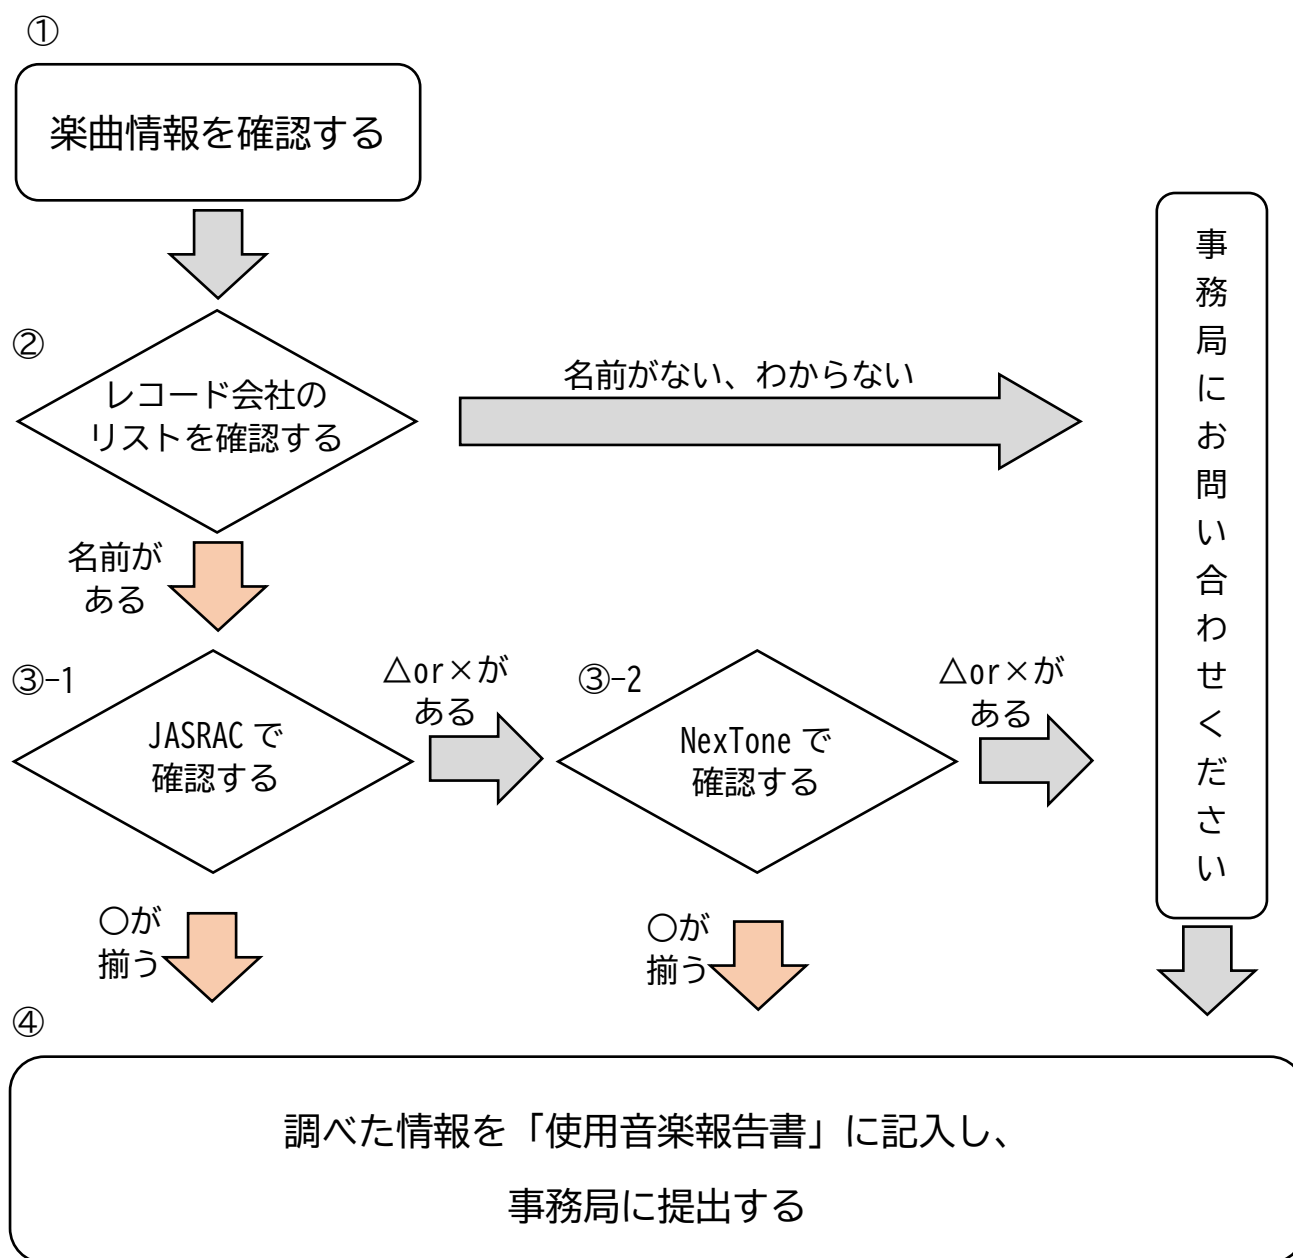 ①
楽曲情報を確認する
②
レコード会社の
リストを確認する
名前がない、わからない
事務局にお問い合わせください
名前が
ある
③-1
JASRAC で
確認する
△or×が
ある
③-2
NexTone で
確認する
△or×が
ある
〇が
揃う
〇が
揃う
④
調べた情報を「使用音楽報告書」に記入し、
事務局に提出する